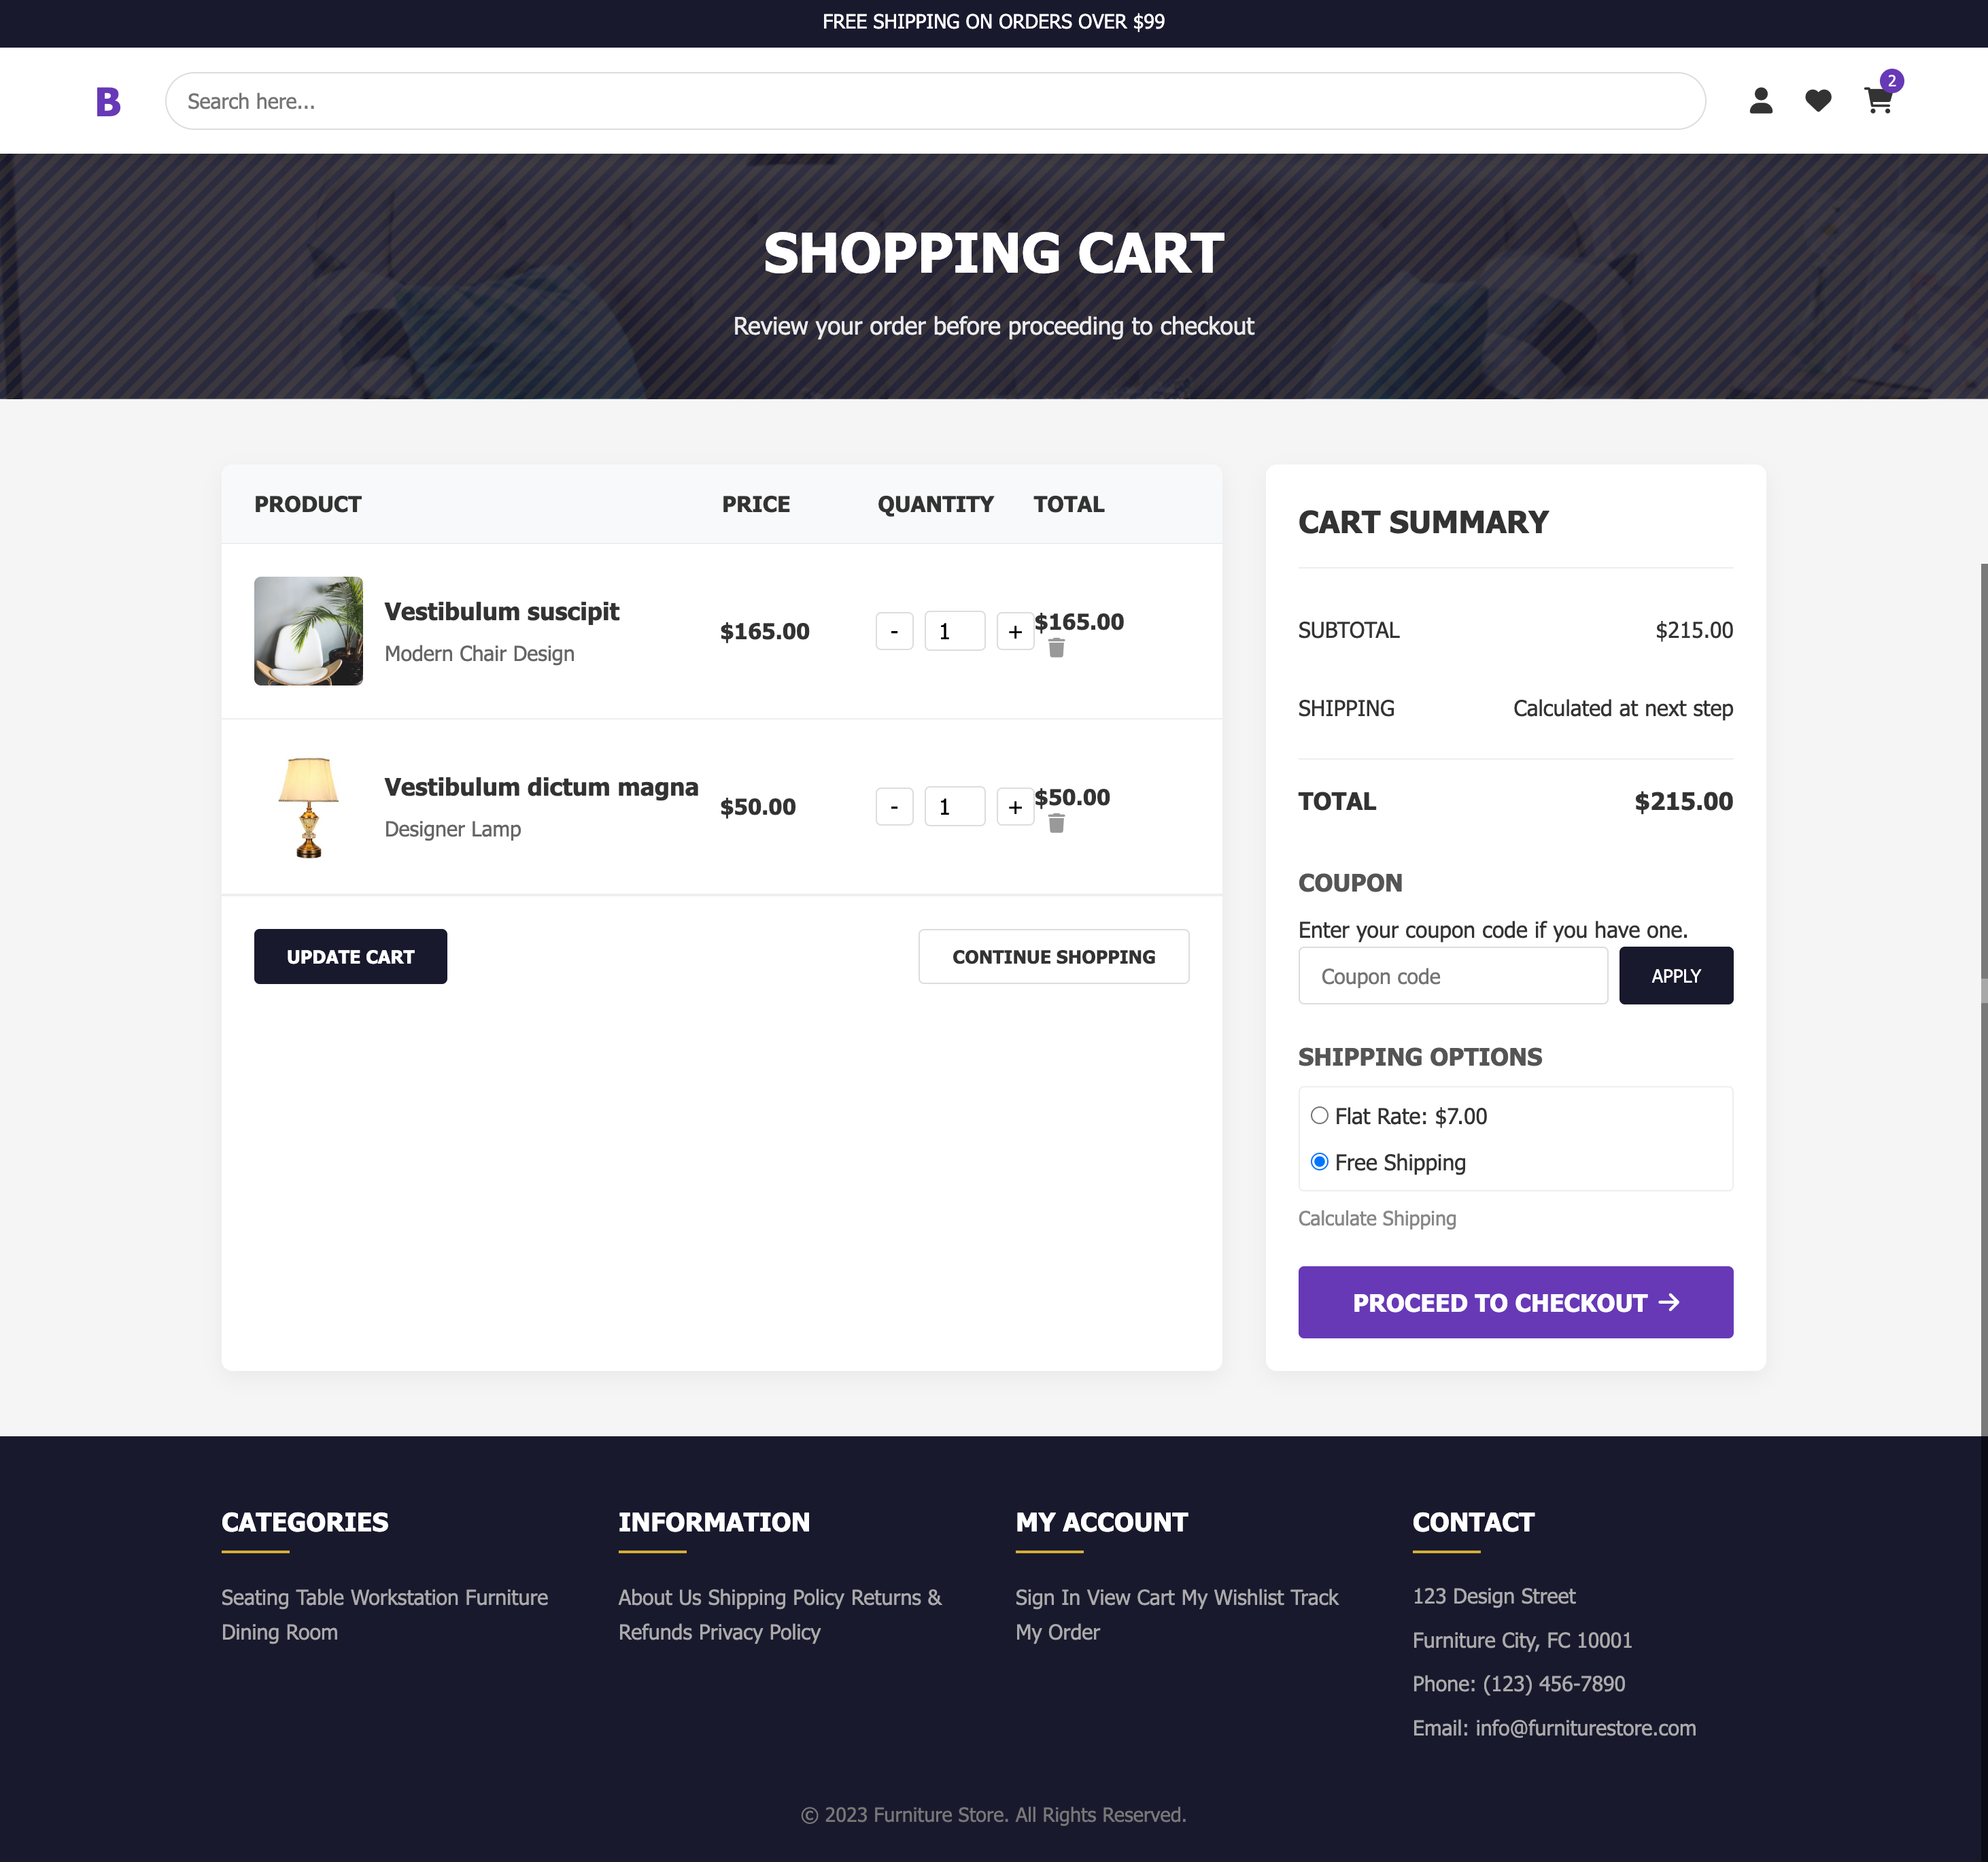 FREE SHIPPING ON ORDERS OVER $99
B
Search here...
2
SHOPPING CART
Review your order before proceeding to checkout
PRODUCT PRICE QUANTITY TOTAL
Vestibulum suscipit
Modern Chair Design
$165.00
- 1 +
$165.00
Vestibulum dictum magna
Designer Lamp
$50.00
- 1 +
$50.00
UPDATE CART
CONTINUE SHOPPING
CART SUMMARY
SUBTOTAL $215.00
SHIPPING Calculated at next step
TOTAL $215.00
COUPON
Enter your coupon code if you have one.
Coupon code
APPLY
SHIPPING OPTIONS
Flat Rate: $7.00
Free Shipping
Calculate Shipping
PROCEED TO CHECKOUT →
CATEGORIES
Seating Table Workstation Furniture
Dining Room
INFORMATION
About Us Shipping Policy Returns &
Refunds Privacy Policy
MY ACCOUNT
Sign In View Cart My Wishlist Track
My Order
CONTACT
123 Design Street
Furniture City, FC 10001
Phone: (123) 456-7890
Email: info@furniturestore.com
© 2023 Furniture Store. All Rights Reserved.